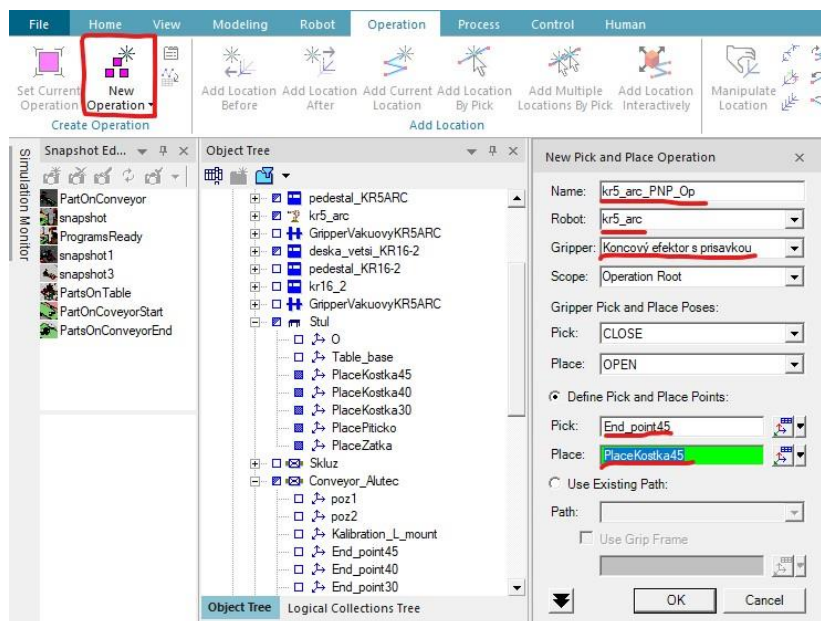 File Home View Modeling Robot Operation Process Control Human
Set Current Operation
New Operation
Add Location Before
Add Location After
Add Current Location
Add Location By Pick
Add Multiple Locations By Pick
Add Location Interactively
Manipulate Location
Create Operation
Add Location
Simulation Monitor
Snapshot Ed...
PartOnConveyor
snapshot
ProgramsReady
snapshot1
snapshot3
PartsOnTable
PartOnCoveyorStart
PartsOnConveyorEnd
Object Tree
pedestal_KR5ARC
kr5_arc
GripperVakuovyKR5ARC
deska_vetsi_KR16-2
pedestal_KR16-2
kr16_2
GripperVakuovyKR5ARC
Stul
O
Table_base
PlaceKostka45
PlaceKostka40
PlaceKostka30
PlacePiticko
PlaceZatka
Skluz
Conveyor_Alutec
poz1
poz2
Kalibration_L_mount
End_point45
End_point40
End_point30
Object Tree Logical Collections Tree
New Pick and Place Operation
Name: kr5_arc_PNP_Op
Robot: kr5_arc
Gripper: Koncový efektor s prisavkou
Scope: Operation Root
Gripper Pick and Place Poses:
Pick: CLOSE
Place: OPEN
Define Pick and Place Points:
Pick: End_point45
Place: PlaceKostka45
Use Existing Path:
Path:
Use Grip Frame
OK Cancel